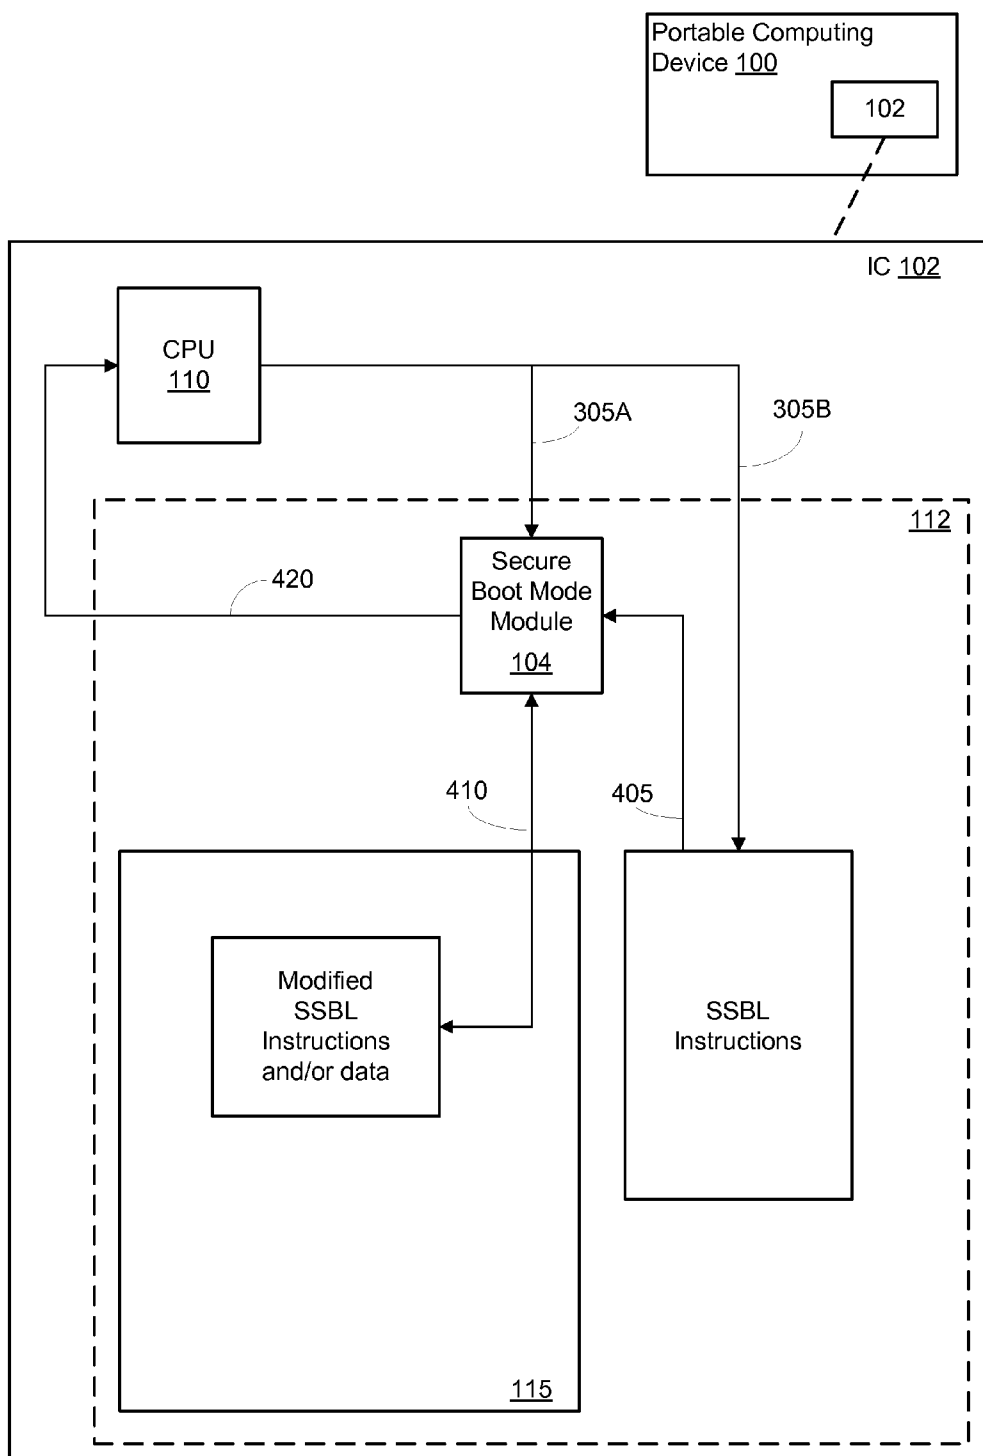 Portable Computing
Device 100
102
IC 102
CPU
110
305A
305B
112
Secure
Boot Mode
Module
104
420
410
405
Modified
SSBL
Instructions
and/or data
SSBL
Instructions
115